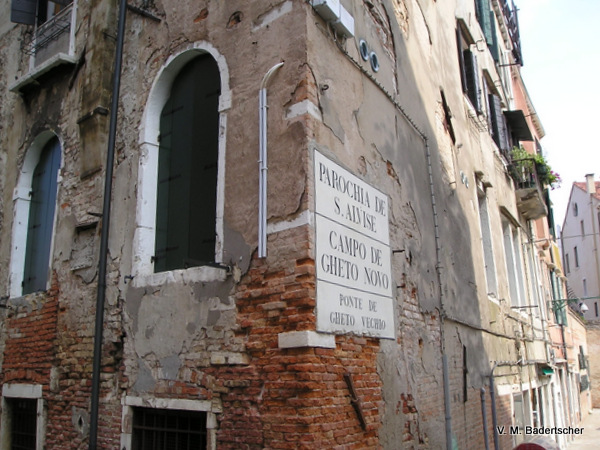 PAROCHIA DE
S. ALVISE
CAMPO DE
GHETO NOVO
PONTE DE
GHETO VECHIO
V. M. Badertscher